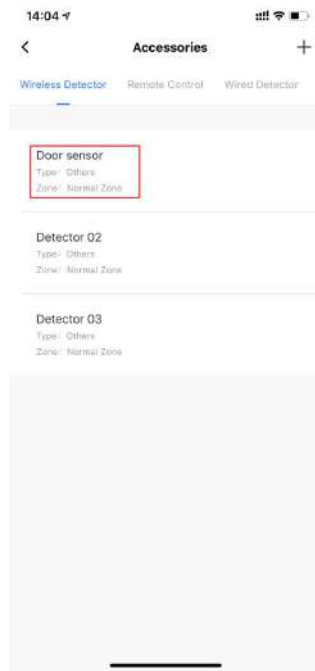 14:04
Accessories
Wireless Detector Remote Control Wired Detector
Door sensor
Type: Others
Zone: Normal Zone
Detector 02
Type: Others
Zone: Normal Zone
Detector 03
Type: Others
Zone: Normal Zone